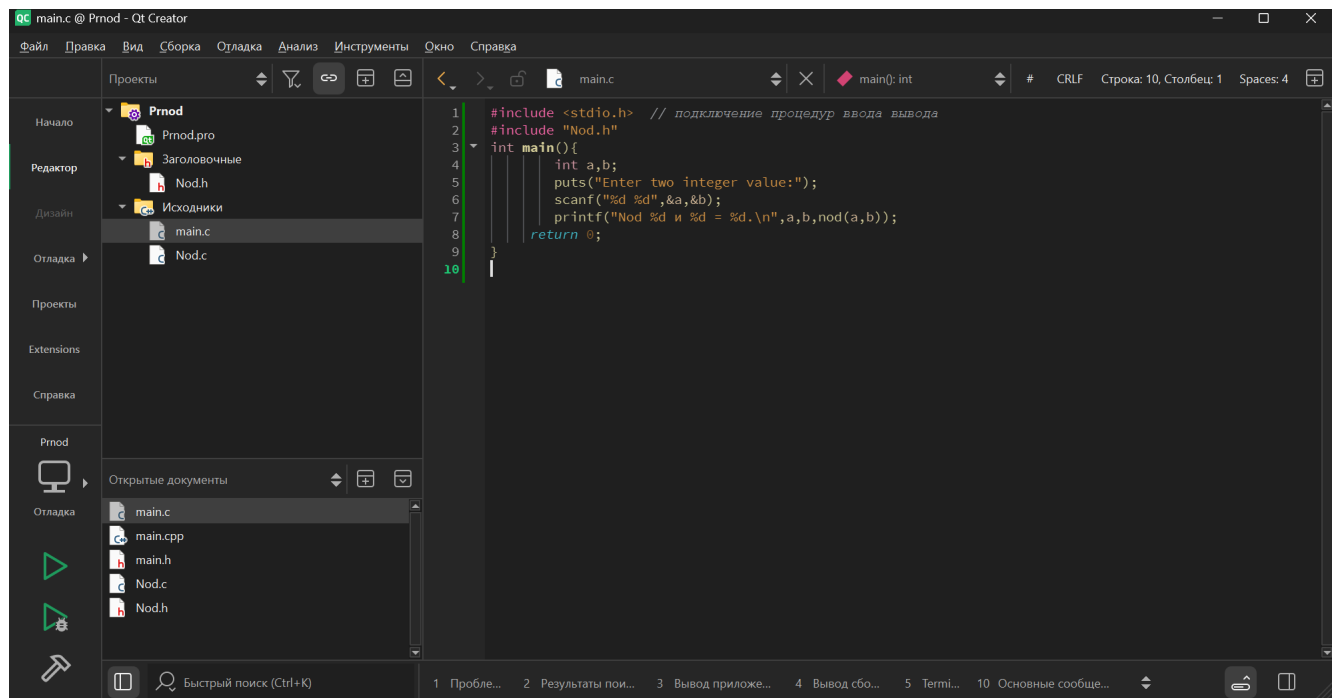 QC main.c @ Prnod - Qt Creator
Файл Правка Вид Сборка Отладка Анализ Инструменты Окно Справка
Проекты main.c main(): int # CRLF Строка: 10, Столбец: 1 Spaces: 4
Начало
Редактор
Дизайн
Отладка
Проекты
Extensions
Справка
Prnod
Отладка
Prnod
Prnod.pro
Заголовочные
Nod.h
Исходники
main.c
Nod.c
Открытые документы
main.c
main.cpp
main.h
Nod.c
Nod.h
1 #include <stdio.h> // подключение процедур ввода вывода
2 #include "Nod.h"
3 int main(){
4 int a,b;
5 puts("Enter two integer value:");
6 scanf("%d %d",&a,&b);
7 printf("Nod %d и %d = %d.\n",a,b,nod(a,b));
8 return 0;
9 }
10
Быстрый поиск (Ctrl+K) 1 Пробле... 2 Результаты пои... 3 Вывод приложе... 4 Вывод сбо... 5 Termi... 10 Основные сообще...